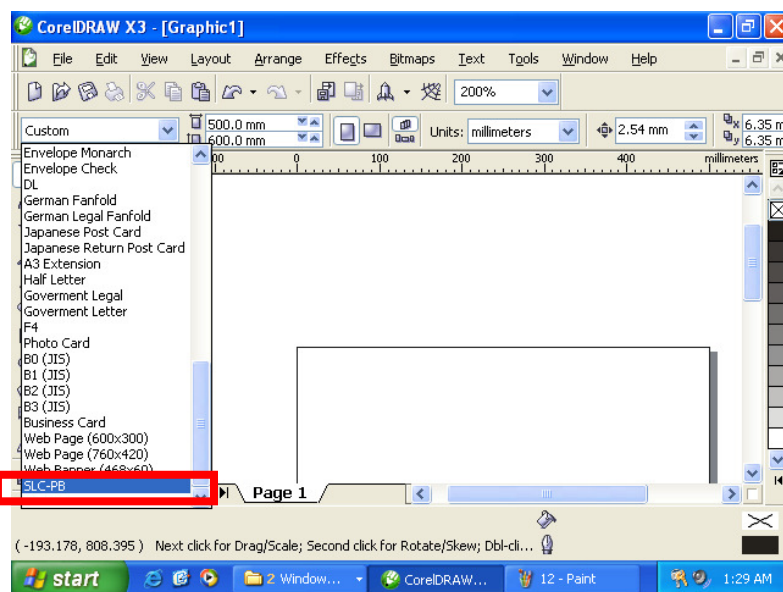 CorelDRAW X3 - [Graphic1]
File Edit View Layout Arrange Effects Bitmaps Text Tools Window Help
200%
Custom 500.0 mm 600.0 mm Units: millimeters 2.54 mm x 6.35 m y 6.35 m
00 0 100 200 300 400 millimeters
Envelope Monarch
Envelope Check
DL
German Fanfold
German Legal Fanfold
Japanese Post Card
Japanese Return Post Card
A3 Extension
Half Letter
Goverment Legal
Goverment Letter
F4
Photo Card
B0 (JIS)
B1 (JIS)
B2 (JIS)
B3 (JIS)
Business Card
Web Page (600x300)
Web Page (760x420)
Web Banner (468x60)
SLC-PB
Page 1
( -193.178, 808.395 ) Next click for Drag/Scale; Second click for Rotate/Skew; Dbl-cli...
start 2 Window... CorelDRAW... 12 - Paint 1:29 AM